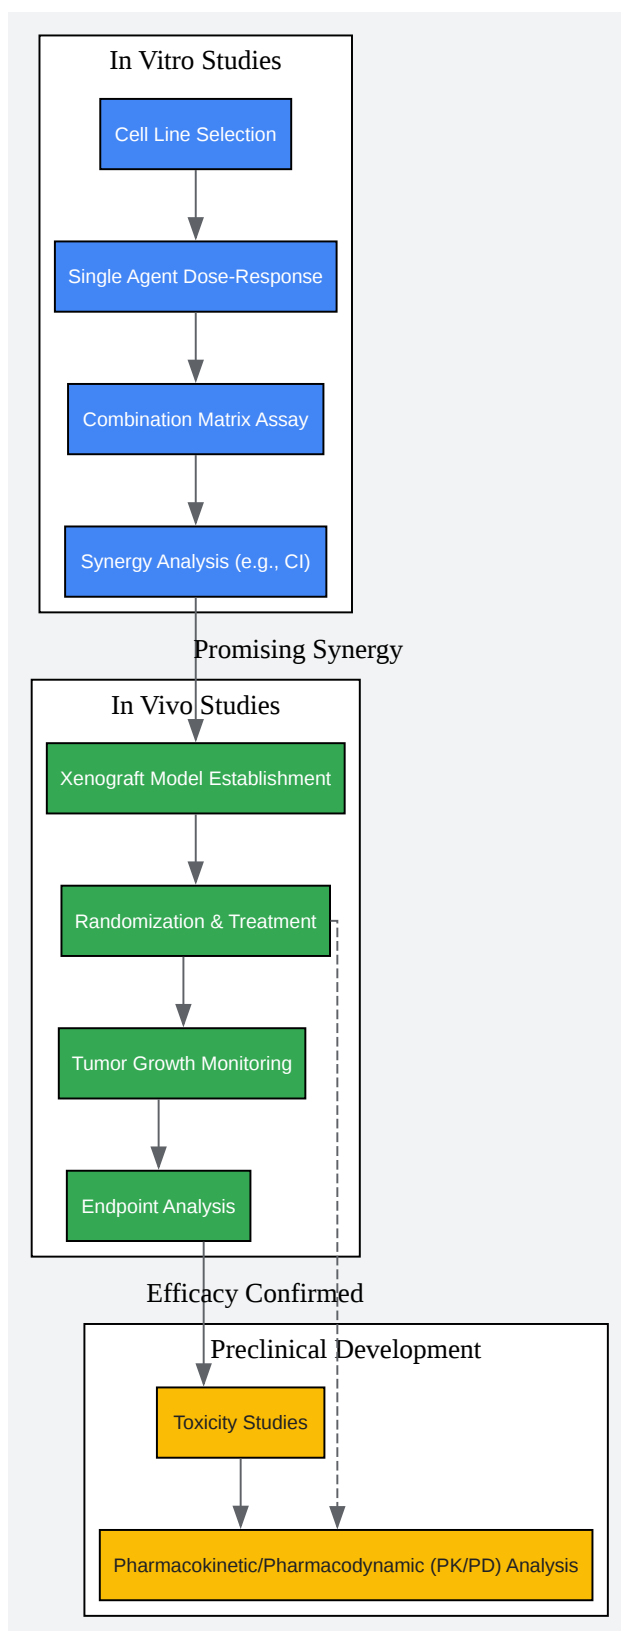 In Vitro Studies
Cell Line Selection
Single Agent Dose-Response
Combination Matrix Assay
Synergy Analysis (e.g., CI)
Promising Synergy
In Vivo Studies
Xenograft Model Establishment
Randomization & Treatment
Tumor Growth Monitoring
Endpoint Analysis
Efficacy Confirmed
Preclinical Development
Toxicity Studies
Pharmacokinetic/Pharmacodynamic (PK/PD) Analysis